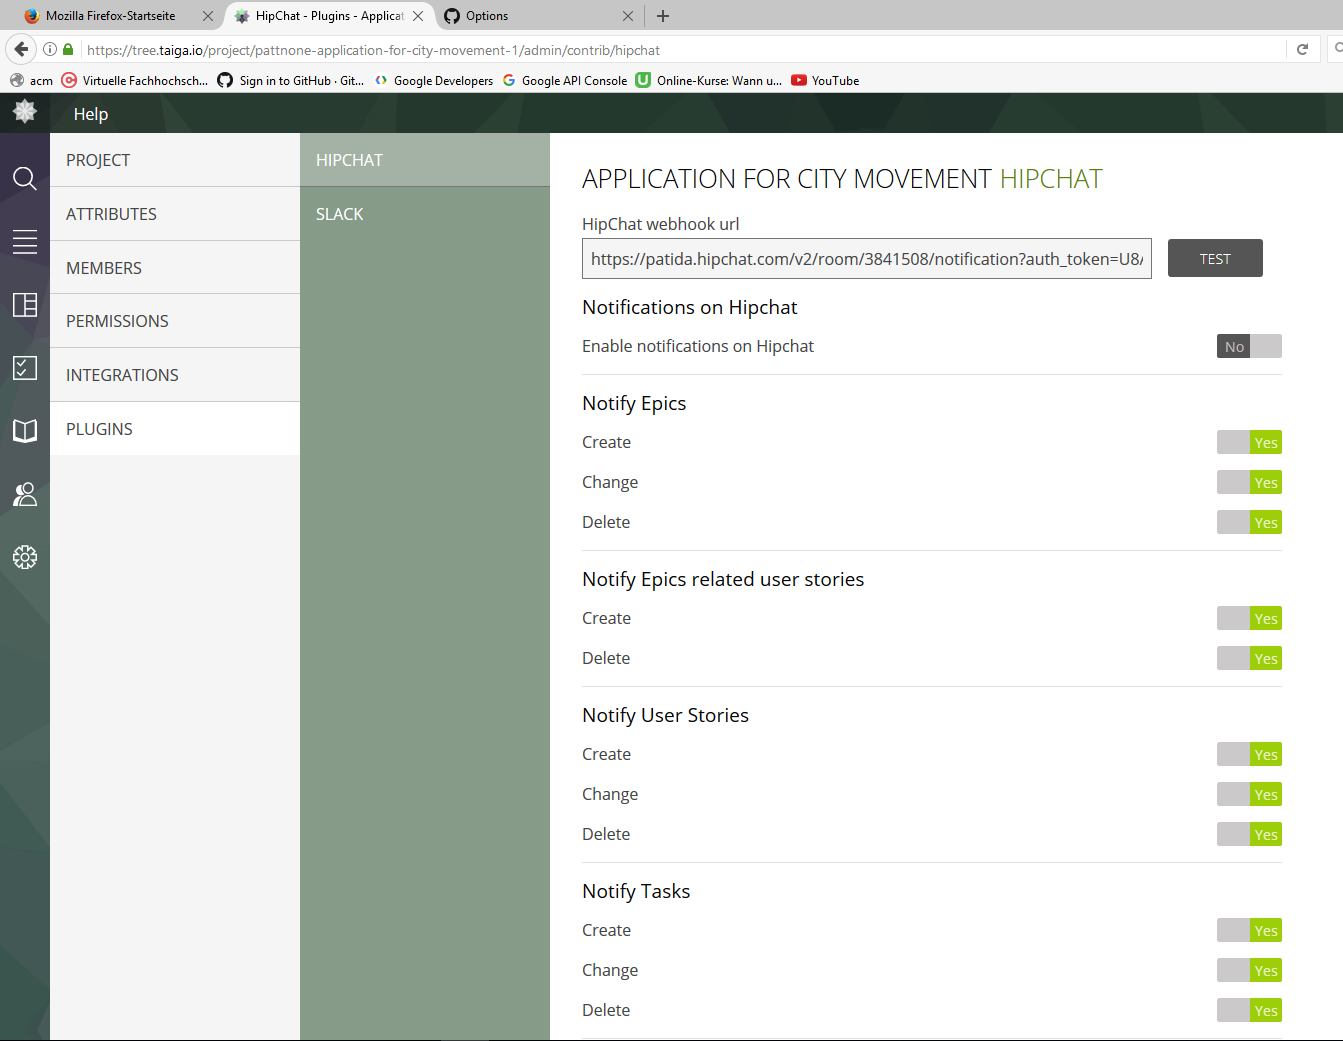 Mozilla Firefox-Startseite
HipChat - Plugins - Applicat
Options
https://tree.taiga.io/project/pattnone-application-for-city-movement-1/admin/contrib/hipchat
acm
Virtuelle Fachhochsch...
Sign in to GitHub · Git...
Google Developers
Google API Console
Online-Kurse: Wann u...
YouTube
Help
PROJECT
ATTRIBUTES
MEMBERS
PERMISSIONS
INTEGRATIONS
PLUGINS
HIPCHAT
SLACK
APPLICATION FOR CITY MOVEMENT HIPCHAT
HipChat webhook url
https://patida.hipchat.com/v2/room/3841508/notification?auth_token=U8
TEST
Notifications on Hipchat
Enable notifications on Hipchat
No
Notify Epics
Create
Yes
Change
Yes
Delete
Yes
Notify Epics related user stories
Create
Yes
Delete
Yes
Notify User Stories
Create
Yes
Change
Yes
Delete
Yes
Notify Tasks
Create
Yes
Change
Yes
Delete
Yes